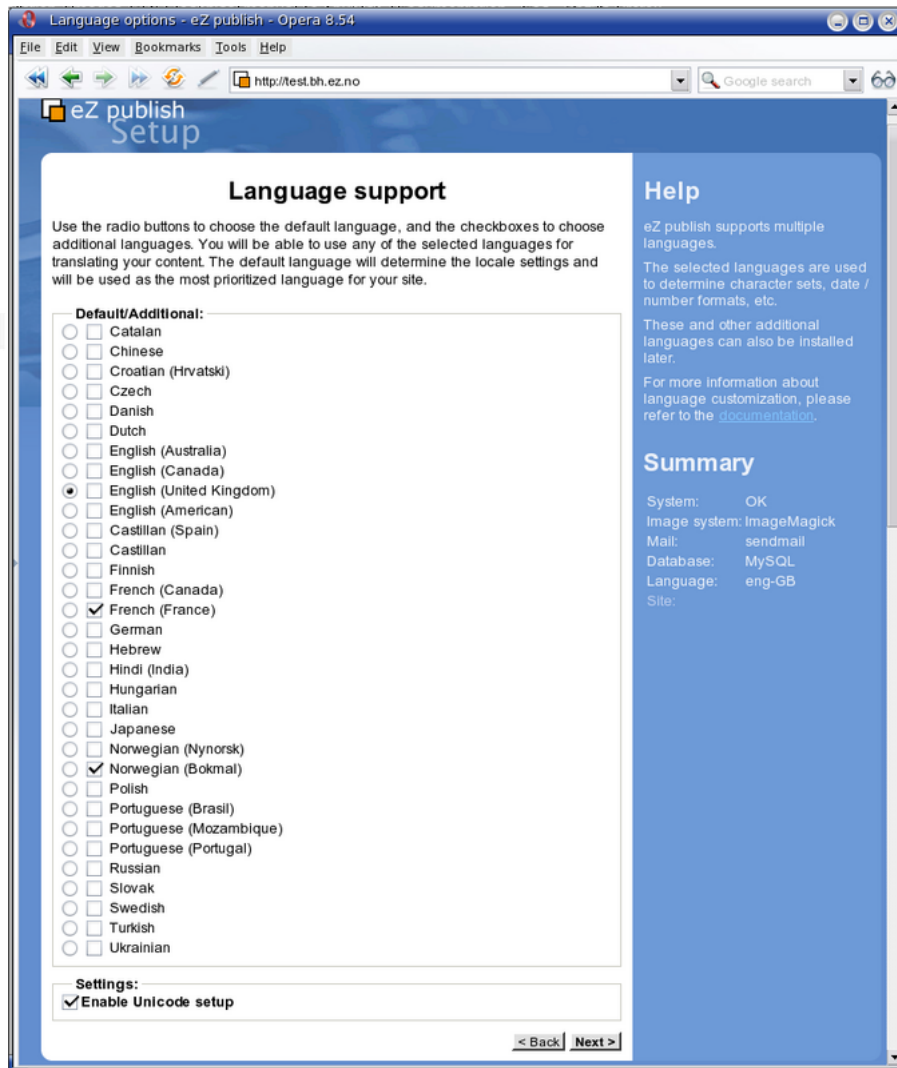 Language options - eZ publish - Opera 8.54
File Edit View Bookmarks Tools Help
http://test.bh.ez.no Google search
eZ publish
Setup
Language support
Use the radio buttons to choose the default language, and the checkboxes to choose
additional languages. You will be able to use any of the selected languages for
translating your content. The default language will determine the locale settings and
will be used as the most prioritized language for your site.
Default/Additional:
Catalan
Chinese
Croatian (Hrvatski)
Czech
Danish
Dutch
English (Australia)
English (Canada)
English (United Kingdom)
English (American)
Castillan (Spain)
Castillan
Finnish
French (Canada)
French (France)
German
Hebrew
Hindi (India)
Hungarian
Italian
Japanese
Norwegian (Nynorsk)
Norwegian (Bokmal)
Polish
Portuguese (Brasil)
Portuguese (Mozambique)
Portuguese (Portugal)
Russian
Slovak
Swedish
Turkish
Ukrainian
Settings:
Enable Unicode setup
< Back Next >
Help
eZ publish supports multiple
languages.
The selected languages are used
to determine character sets, date /
number formats, etc.
These and other additional
languages can also be installed
later.
For more information about
language customization, please
refer to the documentation.
Summary
System: OK
Image system: ImageMagick
Mail: sendmail
Database: MySQL
Language: eng-GB
Site: